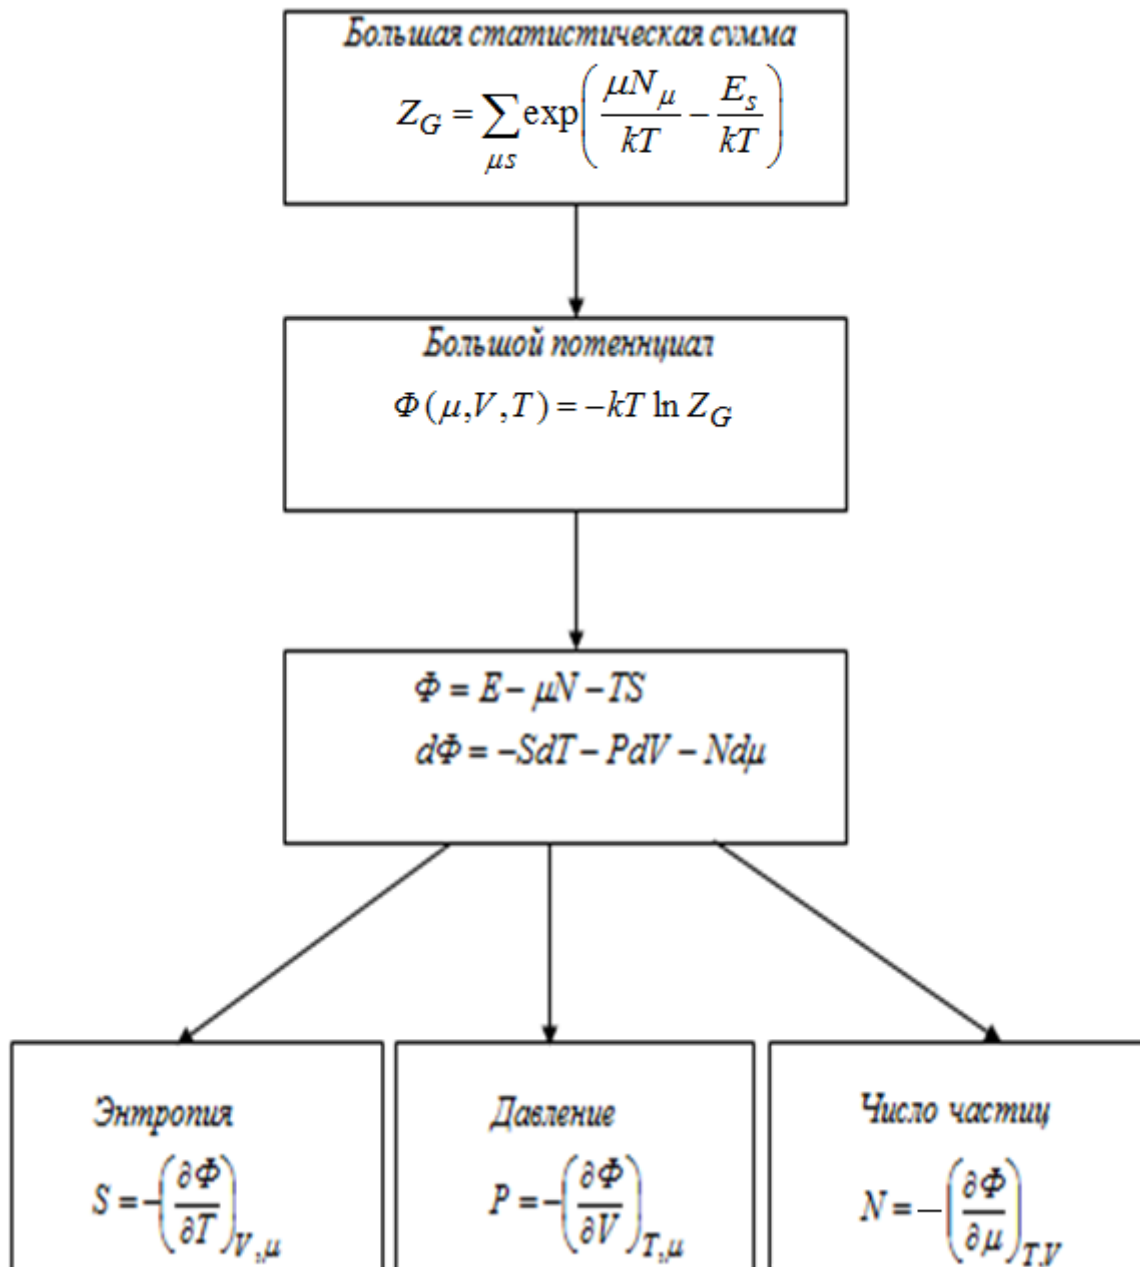 Большая статистическая сумма
Z_G = ∑_{μs} exp(μN_μ/kT − E_s/kT)
Большой потеннциал
Φ(μ,V,T) = −kT ln Z_G
Φ = E − μN − TS
dΦ = −SdT − PdV − Ndμ
Энтропия
S = −(∂Φ/∂T)_{V,μ}
Давление
P = −(∂Φ/∂V)_{T,μ}
Число частиц
N = −(∂Φ/∂μ)_{T,V}